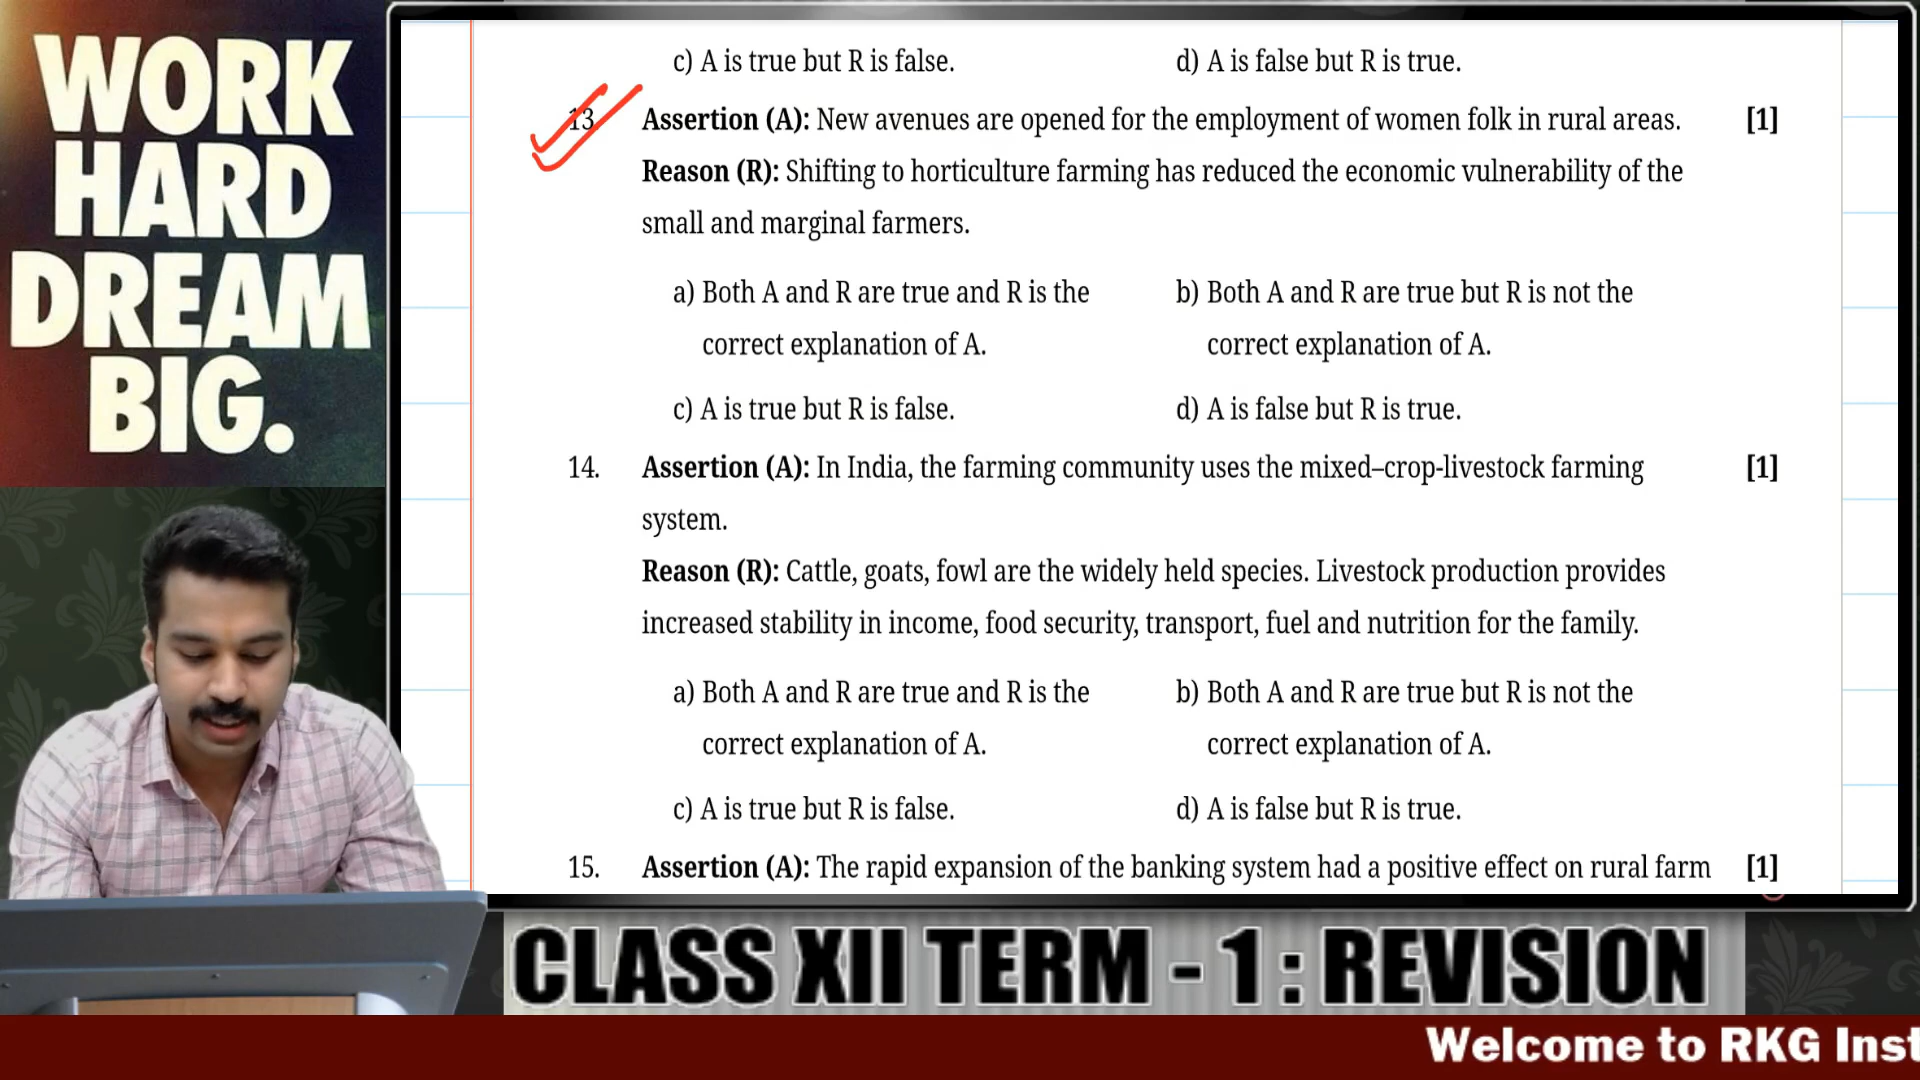 WORK
HARD
DREAM
BIG.
c) A is true but R is false. d) A is false but R is true.
13. Assertion (A): New avenues are opened for the employment of women folk in rural areas. [1]
Reason (R): Shifting to horticulture farming has reduced the economic vulnerability of the
small and marginal farmers.
a) Both A and R are true and R is the b) Both A and R are true but R is not the
correct explanation of A. correct explanation of A.
c) A is true but R is false. d) A is false but R is true.
14. Assertion (A): In India, the farming community uses the mixed–crop-livestock farming [1]
system.
Reason (R): Cattle, goats, fowl are the widely held species. Livestock production provides
increased stability in income, food security, transport, fuel and nutrition for the family.
a) Both A and R are true and R is the b) Both A and R are true but R is not the
correct explanation of A. correct explanation of A.
c) A is true but R is false. d) A is false but R is true.
15. Assertion (A): The rapid expansion of the banking system had a positive effect on rural farm [1]
CLASS XII TERM - 1 : REVISION
Welcome to RKG Inst